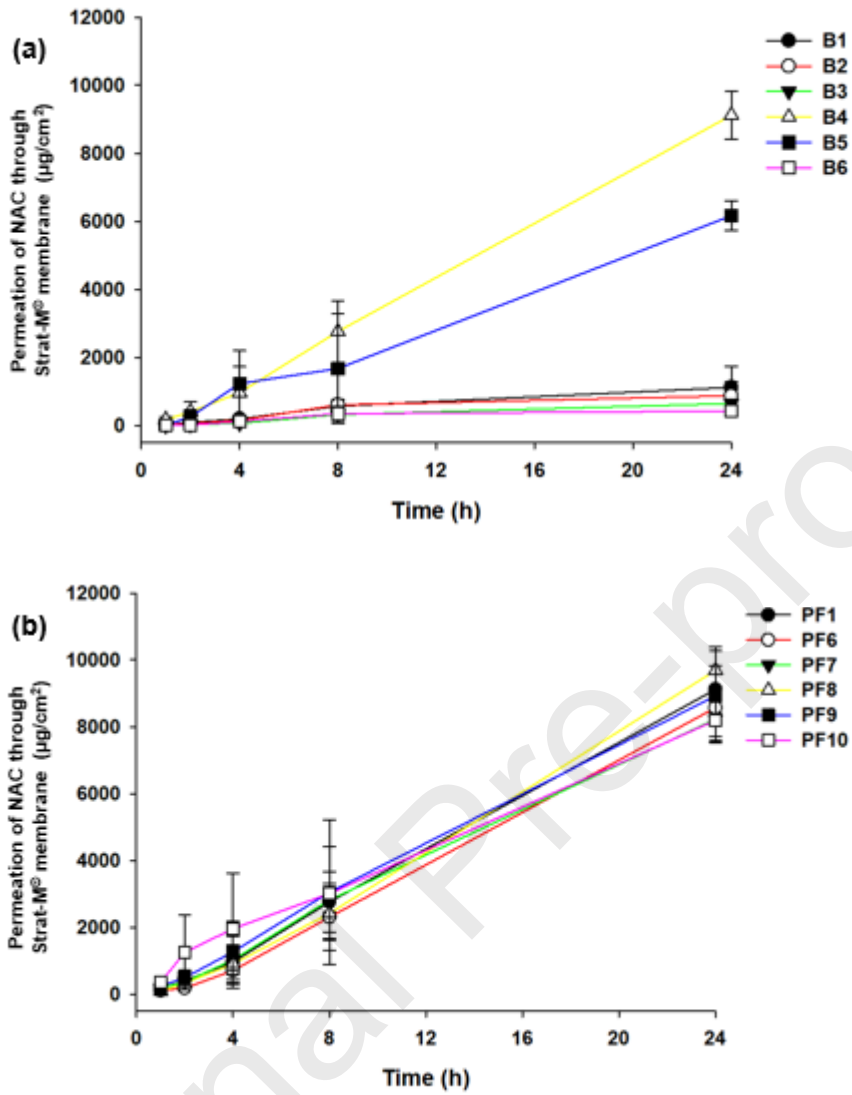 (a)
Permeation of NAC through
Strat-M® membrane (µg/cm²)
12000
10000
8000
6000
4000
2000
0
0 4 8 12 16 20 24
Time (h)
B1
B2
B3
B4
B5
B6
(b)
Permeation of NAC through
Strat-M® membrane (µg/cm²)
12000
10000
8000
6000
4000
2000
0
0 4 8 12 16 20 24
Time (h)
PF1
PF6
PF7
PF8
PF9
PF10
nal Pre-pro